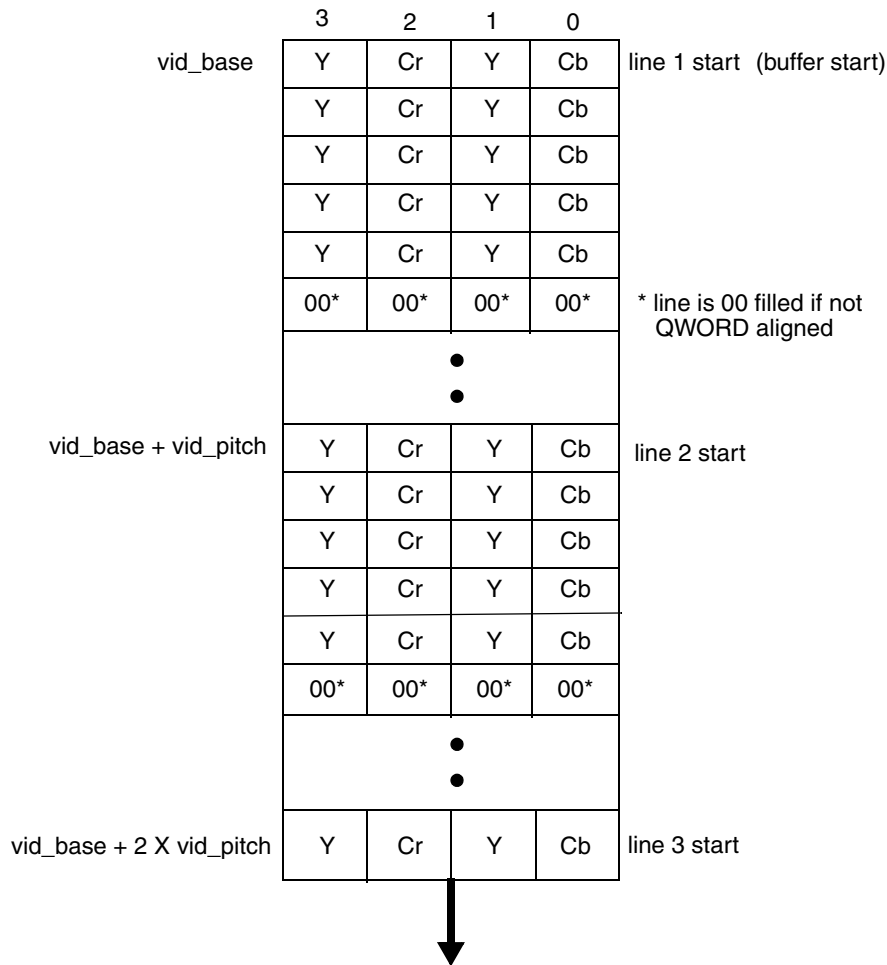 3 2 1 0
vid_base Y Cr Y Cb line 1 start (buffer start)
Y Cr Y Cb
Y Cr Y Cb
Y Cr Y Cb
Y Cr Y Cb
00* 00* 00* 00* * line is 00 filled if not
QWORD aligned
vid_base + vid_pitch Y Cr Y Cb line 2 start
Y Cr Y Cb
Y Cr Y Cb
Y Cr Y Cb
Y Cr Y Cb
00* 00* 00* 00*
vid_base + 2 X vid_pitch Y Cr Y Cb line 3 start